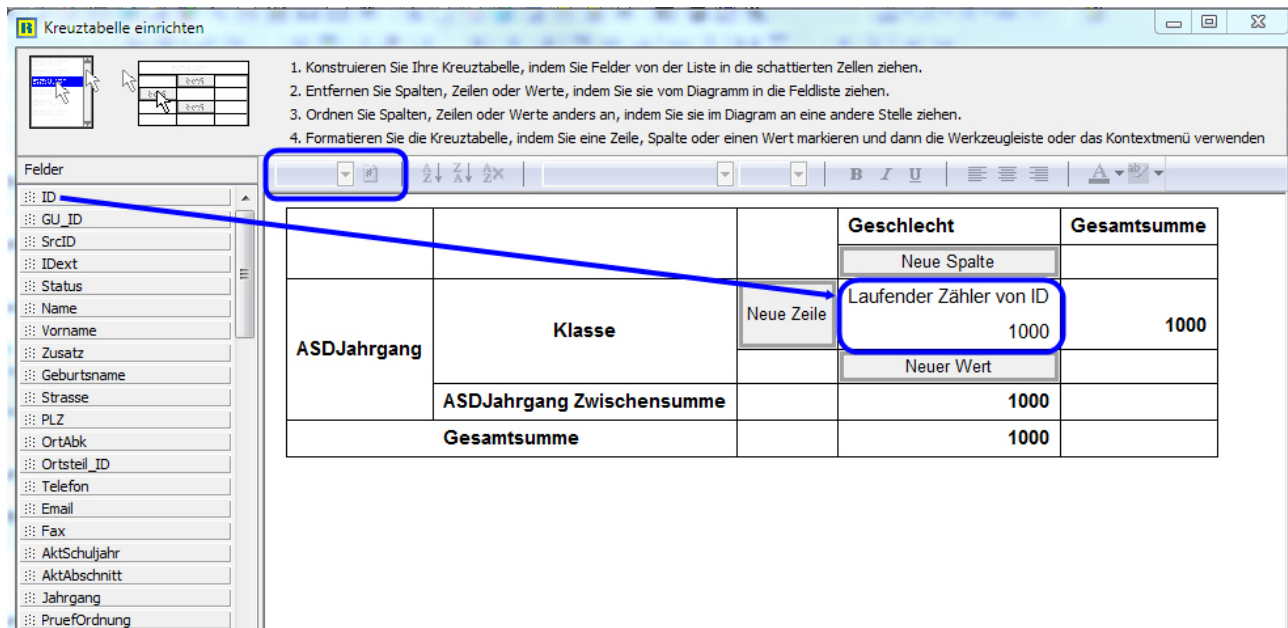 Kreuztabelle einrichten
1. Konstruieren Sie Ihre Kreuztabelle, indem Sie Felder von der Liste in die schattierten Zellen ziehen.
2. Entfernen Sie Spalten, Zeilen oder Werte, indem Sie sie vom Diagramm in die Feldliste ziehen.
3. Ordnen Sie Spalten, Zeilen oder Werte anders an, indem Sie sie im Diagram an eine andere Stelle ziehen.
4. Formatieren Sie die Kreuztabelle, indem Sie eine Zeile, Spalte oder einen Wert markieren und dann die Werkzeugleiste oder das Kontextmenü verwenden
Felder
B I U A ab
ID
GU_ID
SrcID
IDext
Status
Name
Vorname
Zusatz
Geburtsname
Strasse
PLZ
OrtAbk
Ortsteil_ID
Telefon
Email
Fax
AktSchuljahr
AktAbschnitt
Jahrgang
PruefOrdnung
Geschlecht Gesamtsumme
Neue Spalte
ASDJahrgang Klasse Neue Zeile Laufender Zähler von ID
1000 1000
Neuer Wert
ASDJahrgang Zwischensumme 1000
Gesamtsumme 1000